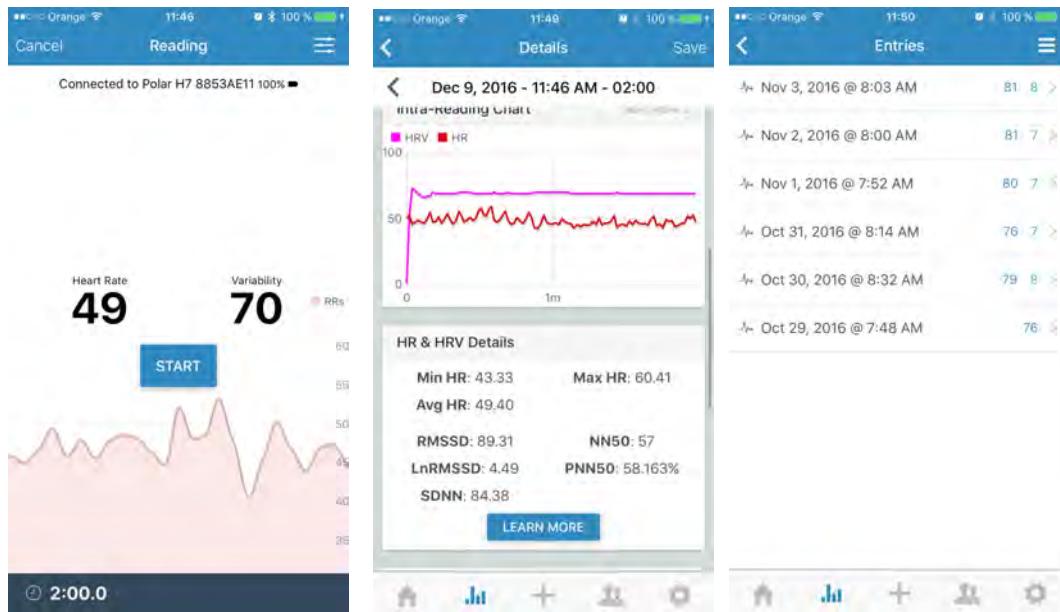 Orange 11:46 100 %
Cancel Reading
Connected to Polar H7 8853AE11 100%
Heart Rate Variability
49 70
RRs
START
60
55
50
45
40
35
2:00.0
Orange 11:49 100 %
Details Save
Dec 9, 2016 - 11:46 AM - 02:00
Intra-Reading Chart
HRV HR
100
50
0
0 1m
HR & HRV Details
Min HR: 43.33 Max HR: 60.41
Avg HR: 49.40
RMSSD: 89.31 NN50: 57
LnRMSSD: 4.49 PNN50: 58.163%
SDNN: 84.38
LEARN MORE
Orange 11:50 100 %
Entries
Nov 3, 2016 @ 8:03 AM 81 8
Nov 2, 2016 @ 8:00 AM 81 7
Nov 1, 2016 @ 7:52 AM 80 7
Oct 31, 2016 @ 8:14 AM 76 7
Oct 30, 2016 @ 8:32 AM 79 8
Oct 29, 2016 @ 7:48 AM 76